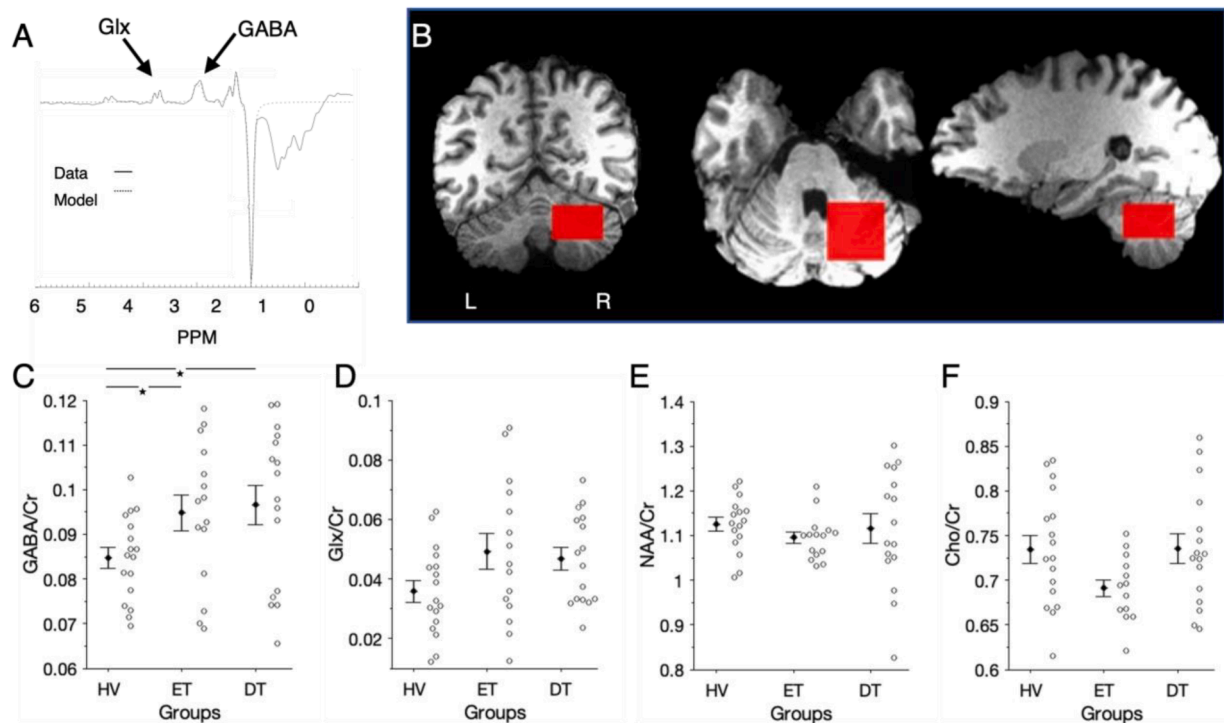 A
Glx
GABA
Data
Model
6 5 4 3 2 1 0
PPM
B
L R
C
GABA/Cr
0.12
0.11
0.1
0.09
0.08
0.07
0.06
HV ET DT
Groups
D
Glx/Cr
0.1
0.08
0.06
0.04
0.02
HV ET DT
Groups
E
NAA/Cr
1.4
1.3
1.2
1.1
1
0.9
0.8
HV ET DT
Groups
F
Cho/Cr
0.9
0.85
0.8
0.75
0.7
0.65
0.6
HV ET DT
Groups